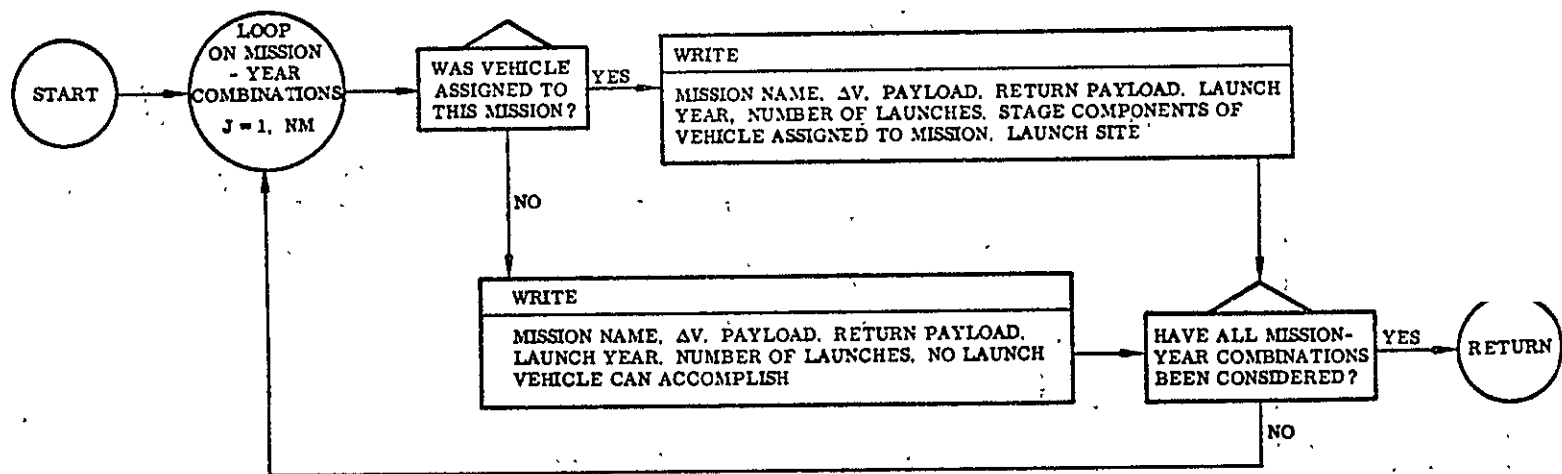 START
LOOP
ON MISSION
- YEAR
COMBINATIONS
J = 1, NM
WAS VEHICLE
ASSIGNED TO
THIS MISSION?
YES
NO
WRITE
MISSION NAME, ΔV, PAYLOAD, RETURN PAYLOAD, LAUNCH
YEAR, NUMBER OF LAUNCHES, STAGE COMPONENTS OF
VEHICLE ASSIGNED TO MISSION, LAUNCH SITE
WRITE
MISSION NAME, ΔV, PAYLOAD, RETURN PAYLOAD,
LAUNCH YEAR, NUMBER OF LAUNCHES, NO LAUNCH
VEHICLE CAN ACCOMPLISH
HAVE ALL MISSION-
YEAR COMBINATIONS
BEEN CONSIDERED?
YES
NO
RETURN